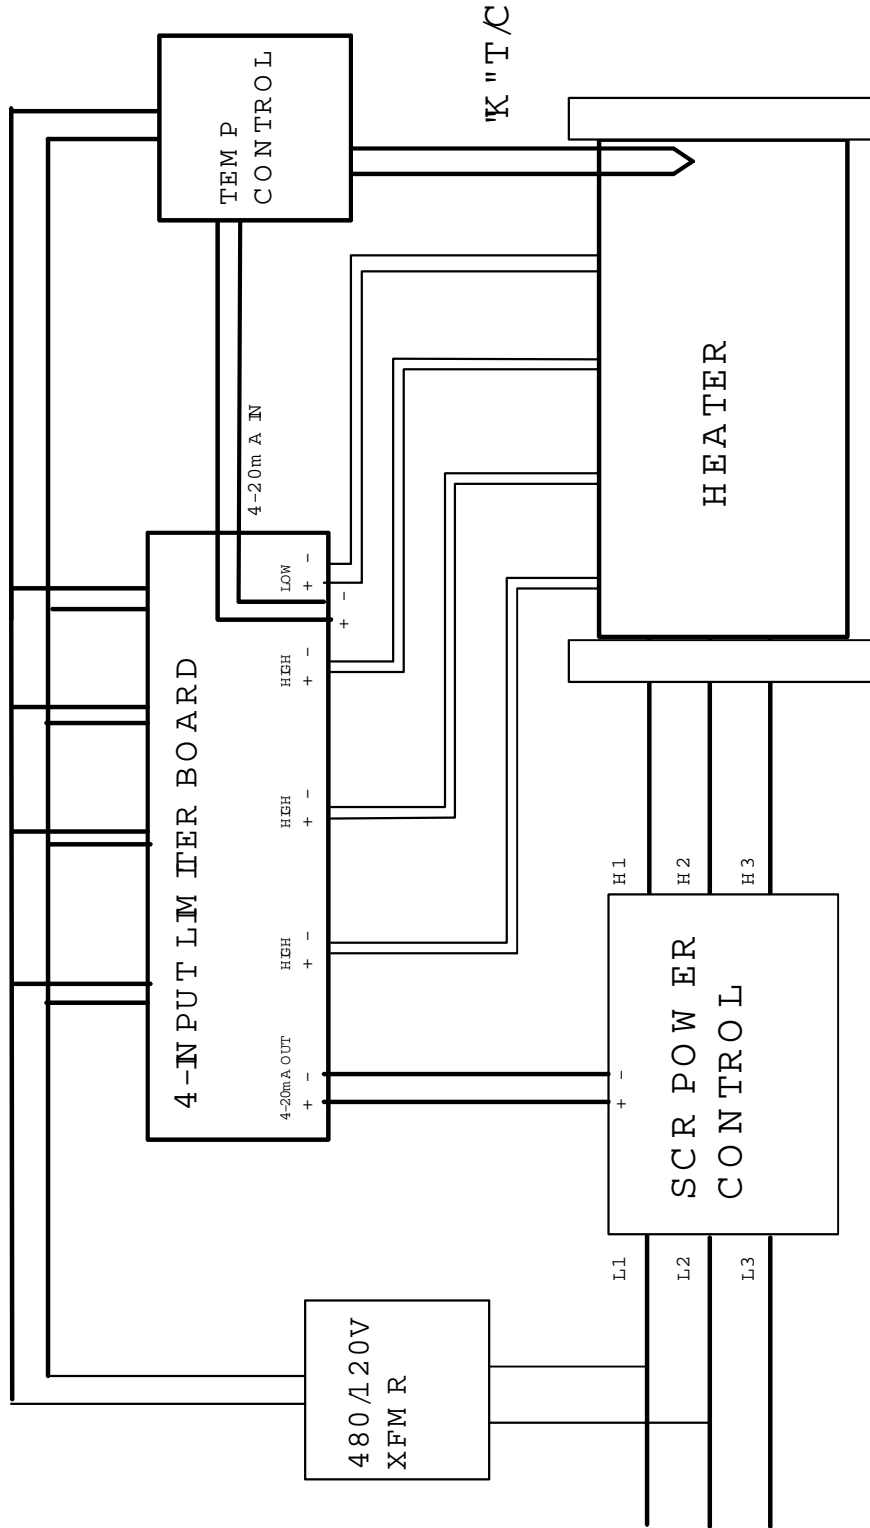 "K" T/C
TEMP
CONTROL
4-20mA IN
HEATER
4-INPUT LIMITER BOARD
LOW
+ -
+ -
HIGH
+ -
HIGH
+ -
HIGH
+ -
4-20mA OUT
+ -
H1
H2
H3
+ -
SCR POWER
CONTROL
L1
L2
L3
480/120V
XFMR